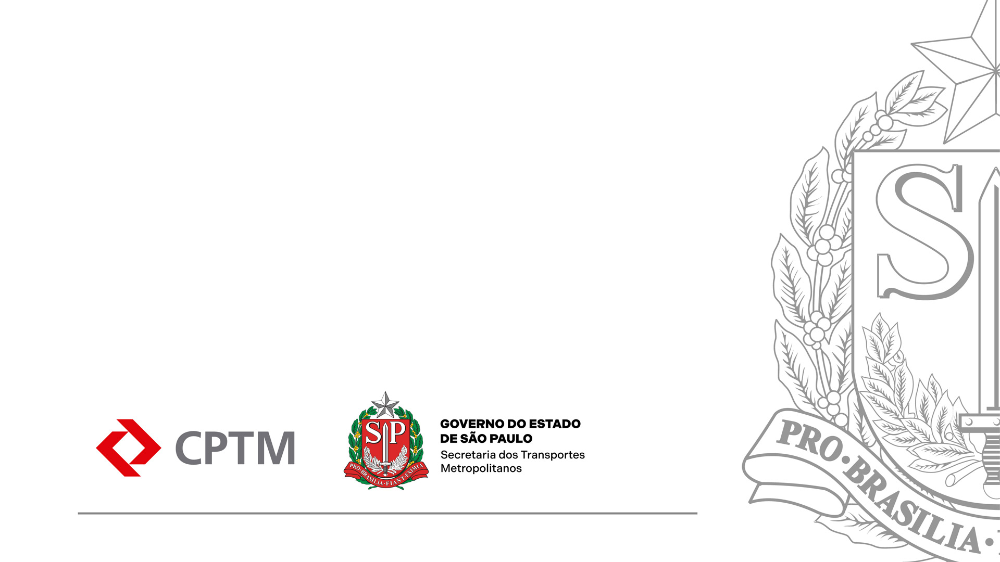 CPTM
SP
PRO·BRASILIA·FIANT·EXIMIA
GOVERNO DO ESTADO
DE SÃO PAULO
Secretaria dos Transportes
Metropolitanos
S
PRO·BRASILIA·